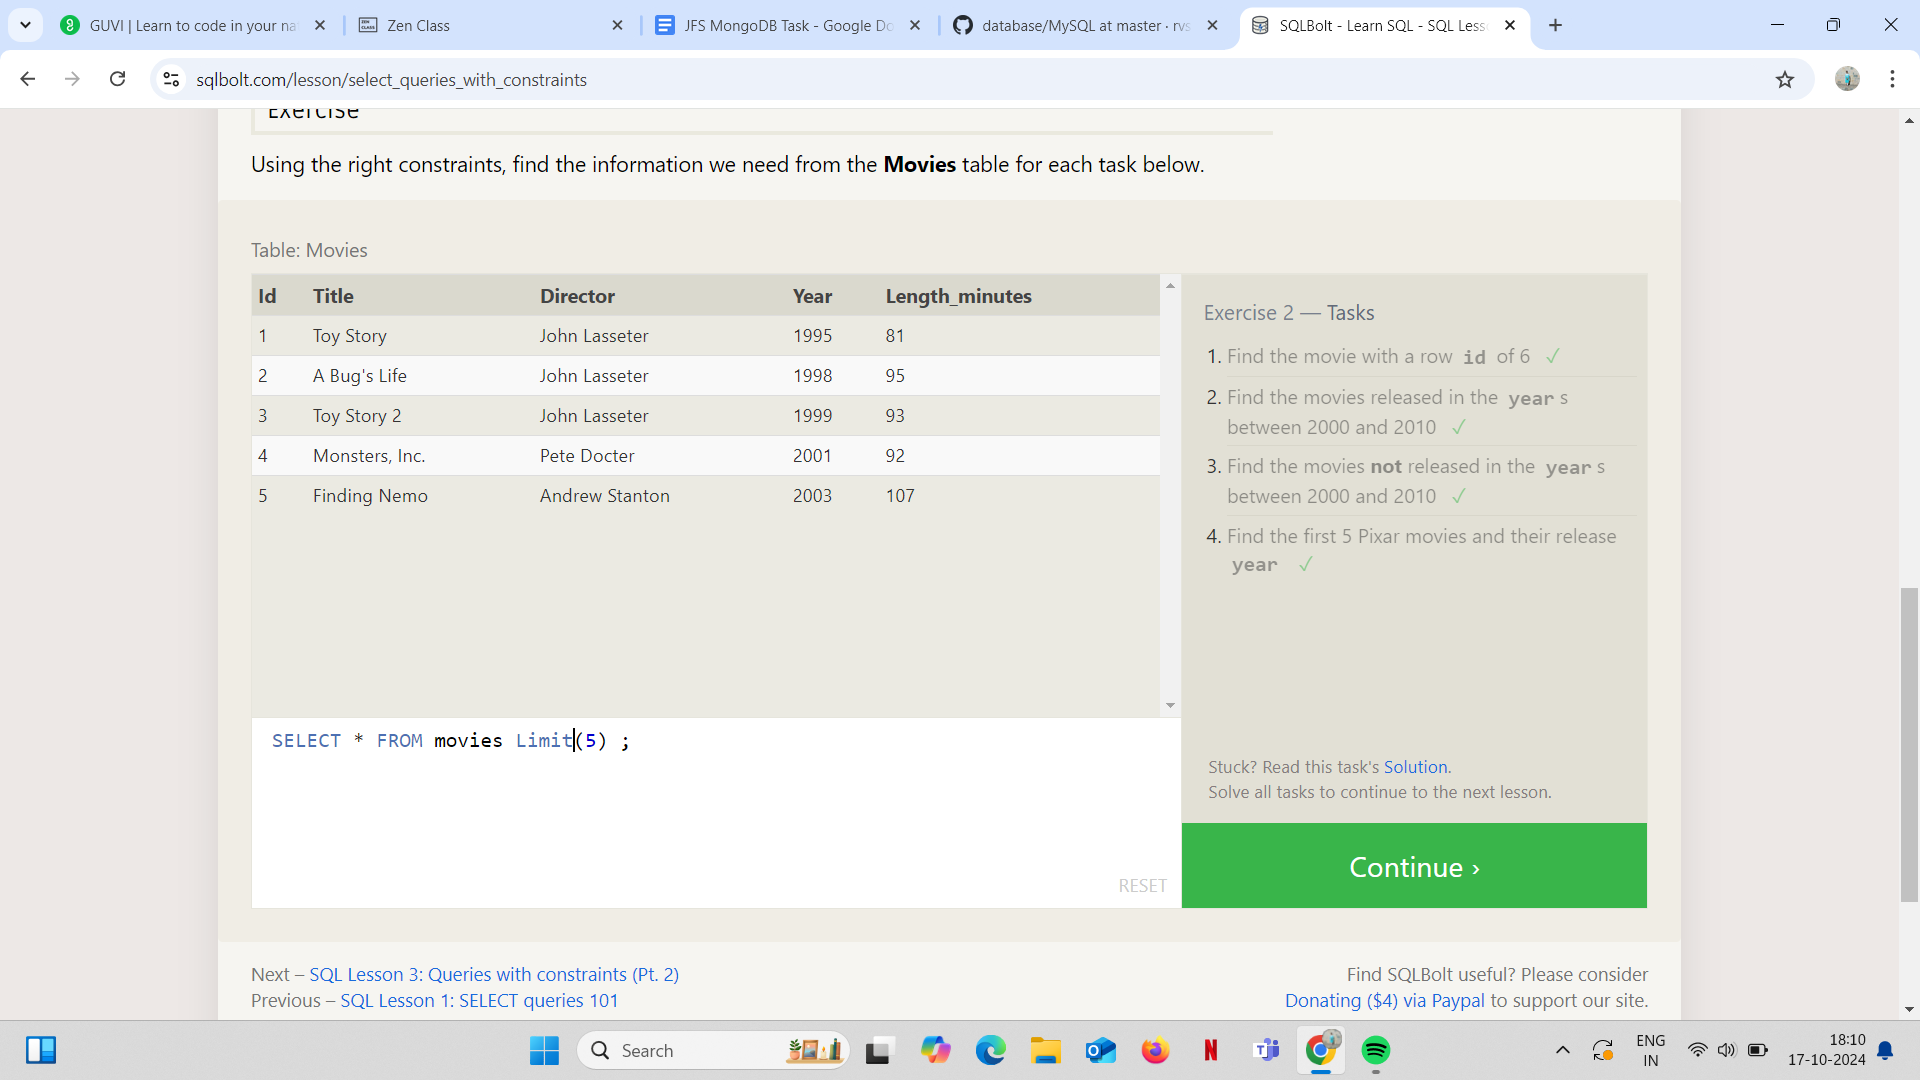 GUVI | Learn to code in your na
Zen Class
JFS MongoDB Task - Google Do
database/MySQL at master · rvs
SQLBolt - Learn SQL - SQL Less
sqlbolt.com/lesson/select_queries_with_constraints
Exercise
Using the right constraints, find the information we need from the Movies table for each task below.
Table: Movies
Id Title Director Year Length_minutes
1 Toy Story John Lasseter 1995 81
2 A Bug's Life John Lasseter 1998 95
3 Toy Story 2 John Lasseter 1999 93
4 Monsters, Inc. Pete Docter 2001 92
5 Finding Nemo Andrew Stanton 2003 107
SELECT * FROM movies Limit(5) ;
RESET
Exercise 2 — Tasks
1. Find the movie with a row id of 6 ✓
2. Find the movies released in the year s
between 2000 and 2010 ✓
3. Find the movies not released in the year s
between 2000 and 2010 ✓
4. Find the first 5 Pixar movies and their release
year ✓
Stuck? Read this task's Solution.
Solve all tasks to continue to the next lesson.
Continue ›
Next – SQL Lesson 3: Queries with constraints (Pt. 2)
Previous – SQL Lesson 1: SELECT queries 101
Find SQLBolt useful? Please consider
Donating ($4) via Paypal to support our site.
Search
ENG
IN
18:10
17-10-2024